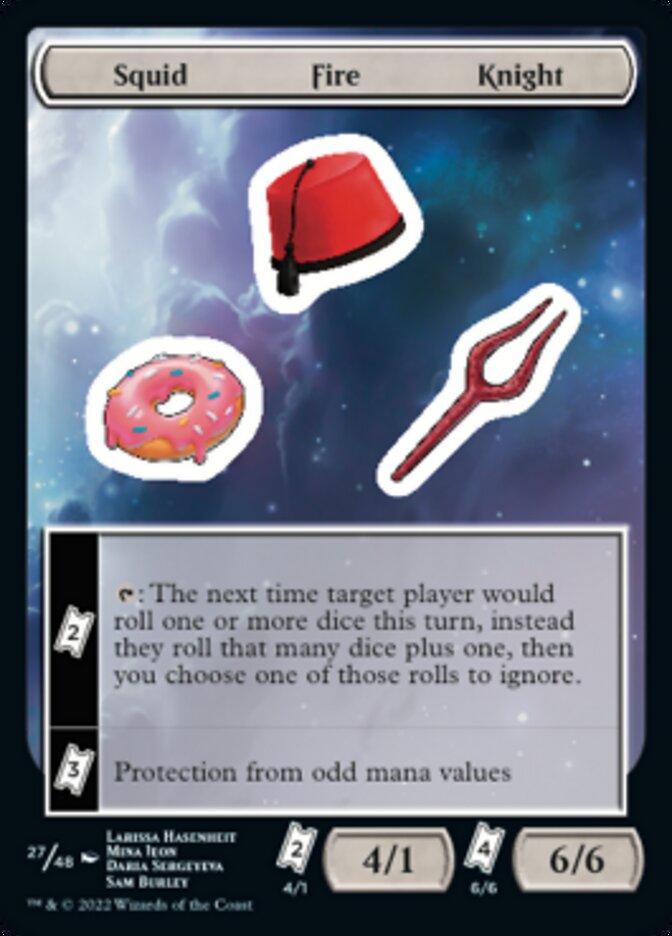 Squid Fire Knight
2
: The next time target player would
roll one or more dice this turn, instead
they roll that many dice plus one, then
you choose one of those rolls to ignore.
3
Protection from odd mana values
27/48
Larissa Hasenheit
Mina Jeon
Daria Sergeyeva
Sam Burley
2
4/1
4/1
4
6/6
6/6
™ & © 2022 Wizards of the Coast